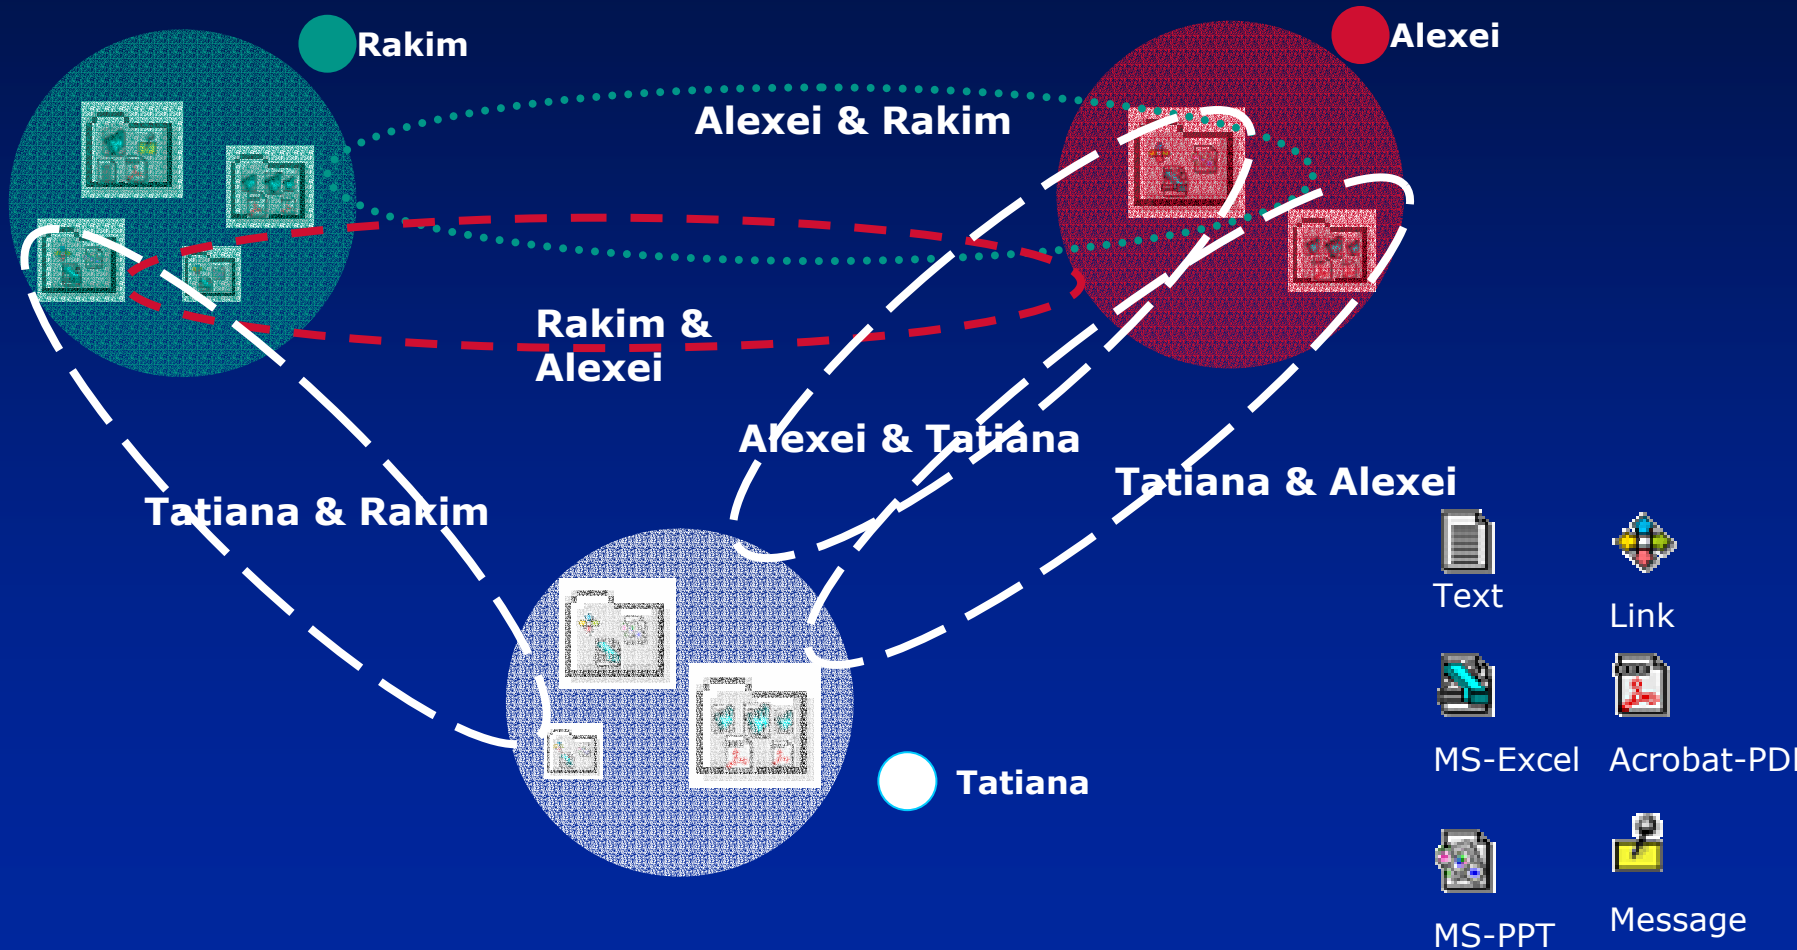 Rakim
Alexei
Alexei & Rakim
Rakim &
Alexei
Alexei & Tatiana
Tatiana & Alexei
Tatiana & Rakim
Tatiana
Text
Link
MS-Excel
Acrobat-PDF
MS-PPT
Message